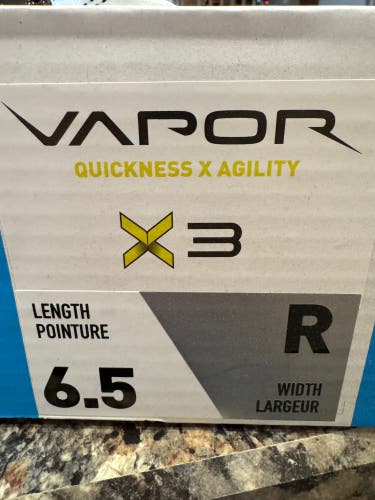 VAPOR
QUICKNESS X AGILITY
X3
LENGTH
POINTURE
6.5
R
WIDTH
LARGEUR